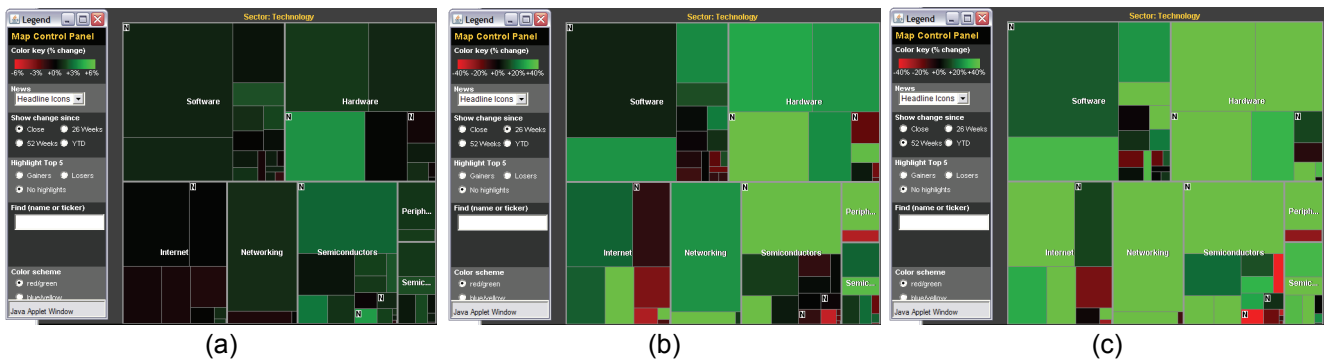 Legend
Map Control Panel
Color key (% change)
-6% -3% +0% +3% +6%
News
Headline Icons
Show change since
Close 26 Weeks
52 Weeks YTD
Highlight Top 5
Gainers Losers
No highlights
Find (name or ticker)
Color scheme
red/green
blue/yellow
Java Applet Window
Sector: Technology
N
Software
Hardware
N
N
N
Internet
Networking
N
Semiconductors
Periph...
Semic...
N
N
(a)
Legend
Map Control Panel
Color key (% change)
-40% -20% +0% +20% +40%
News
Headline Icons
Show change since
Close 26 Weeks
52 Weeks YTD
Highlight Top 5
Gainers Losers
No highlights
Find (name or ticker)
Color scheme
red/green
blue/yellow
Java Applet Window
Sector: Technology
N
Software
Hardware
N
N
N
Internet
Networking
N
Semiconductors
Periph...
Semic...
N
N
(b)
Legend
Map Control Panel
Color key (% change)
-40% -20% +0% +20% +40%
News
Headline Icons
Show change since
Close 26 Weeks
52 Weeks YTD
Highlight Top 5
Gainers Losers
No highlights
Find (name or ticker)
Color scheme
red/green
blue/yellow
Java Applet Window
Sector: Technology
N
Software
Hardware
N
N
N
Internet
Networking
N
Semiconductors
Periph...
Semic...
N
N
(c)